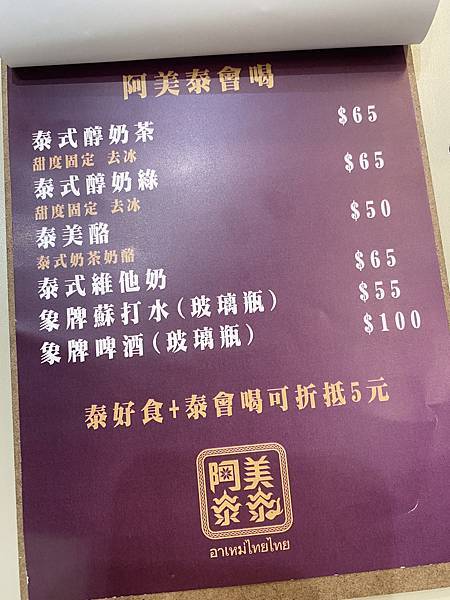 阿美泰會喝
泰式醇奶茶 $65
甜度固定 去冰
泰式醇奶綠 $65
甜度固定 去冰
泰美酪 $50
泰式奶茶奶酪
泰式維他奶 $65
象牌蘇打水(玻璃瓶) $55
象牌啤酒(玻璃瓶) $100
泰好食+泰會喝可折抵5元
阿美
泰泰
อาเหม่ไทยไทย